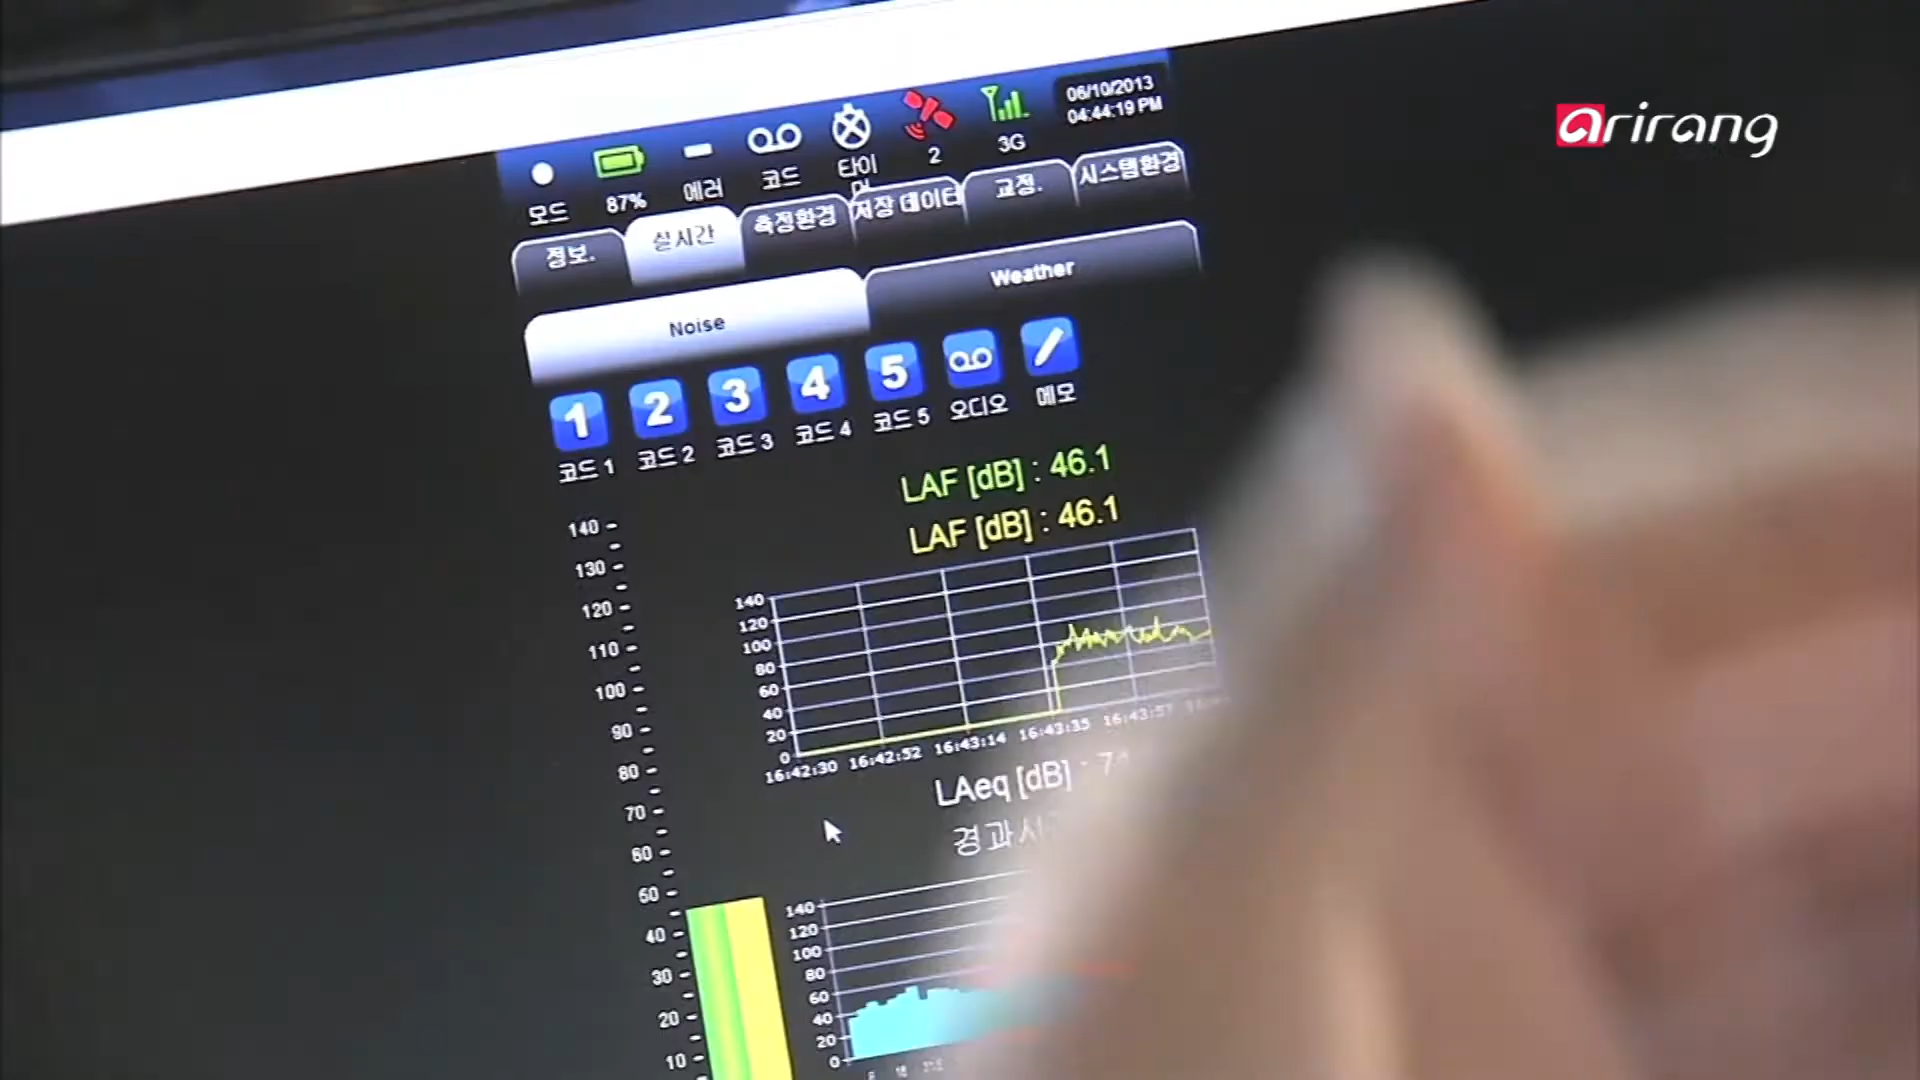 arirang
06/10/2013
04:44:19 PM
모드
87%
에러
코드
타이머
2
3G
정보.
실시간
측정환경
저장 데이터
교정.
시스템환경
Noise
Weather
1 2 3 4 5
코드 1
코드 2
코드 3
코드 4
코드 5
오디오
메모
LAF [dB] : 46.1
LAF [dB] : 46.1
140
130
120
110
100
90
80
70
60
50
40
30
20
10
140
120
100
80
60
40
20
0
16:42:30 16:42:52 16:43:14 16:43:35 16:43:57
LAeq [dB] :
140
120
100
80
60
40
20
0